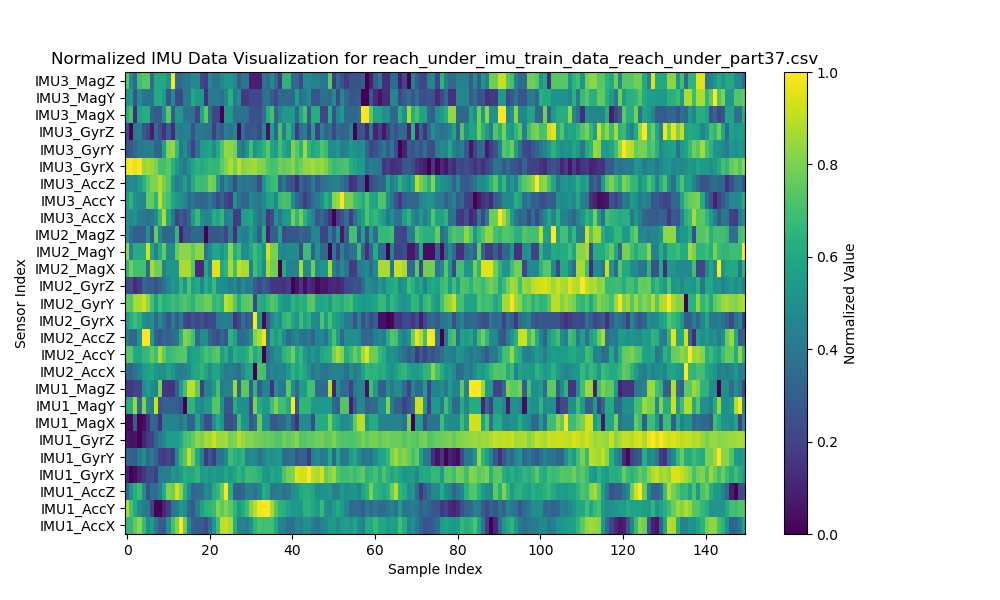 Normalized IMU Data Visualization for reach_under_imu_train_data_reach_under_part37.csv
IMU3_MagZ
IMU3_MagY
IMU3_MagX
IMU3_GyrZ
IMU3_GyrY
IMU3_GyrX
IMU3_AccZ
IMU3_AccY
IMU3_AccX
IMU2_MagZ
IMU2_MagY
IMU2_MagX
IMU2_GyrZ
IMU2_GyrY
IMU2_GyrX
IMU2_AccZ
IMU2_AccY
IMU2_AccX
IMU1_MagZ
IMU1_MagY
IMU1_MagX
IMU1_GyrZ
IMU1_GyrY
IMU1_GyrX
IMU1_AccZ
IMU1_AccY
IMU1_AccX
Sensor Index
0 20 40 60 80 100 120 140
Sample Index
1.0
0.8
0.6
0.4
0.2
0.0
Normalized Value